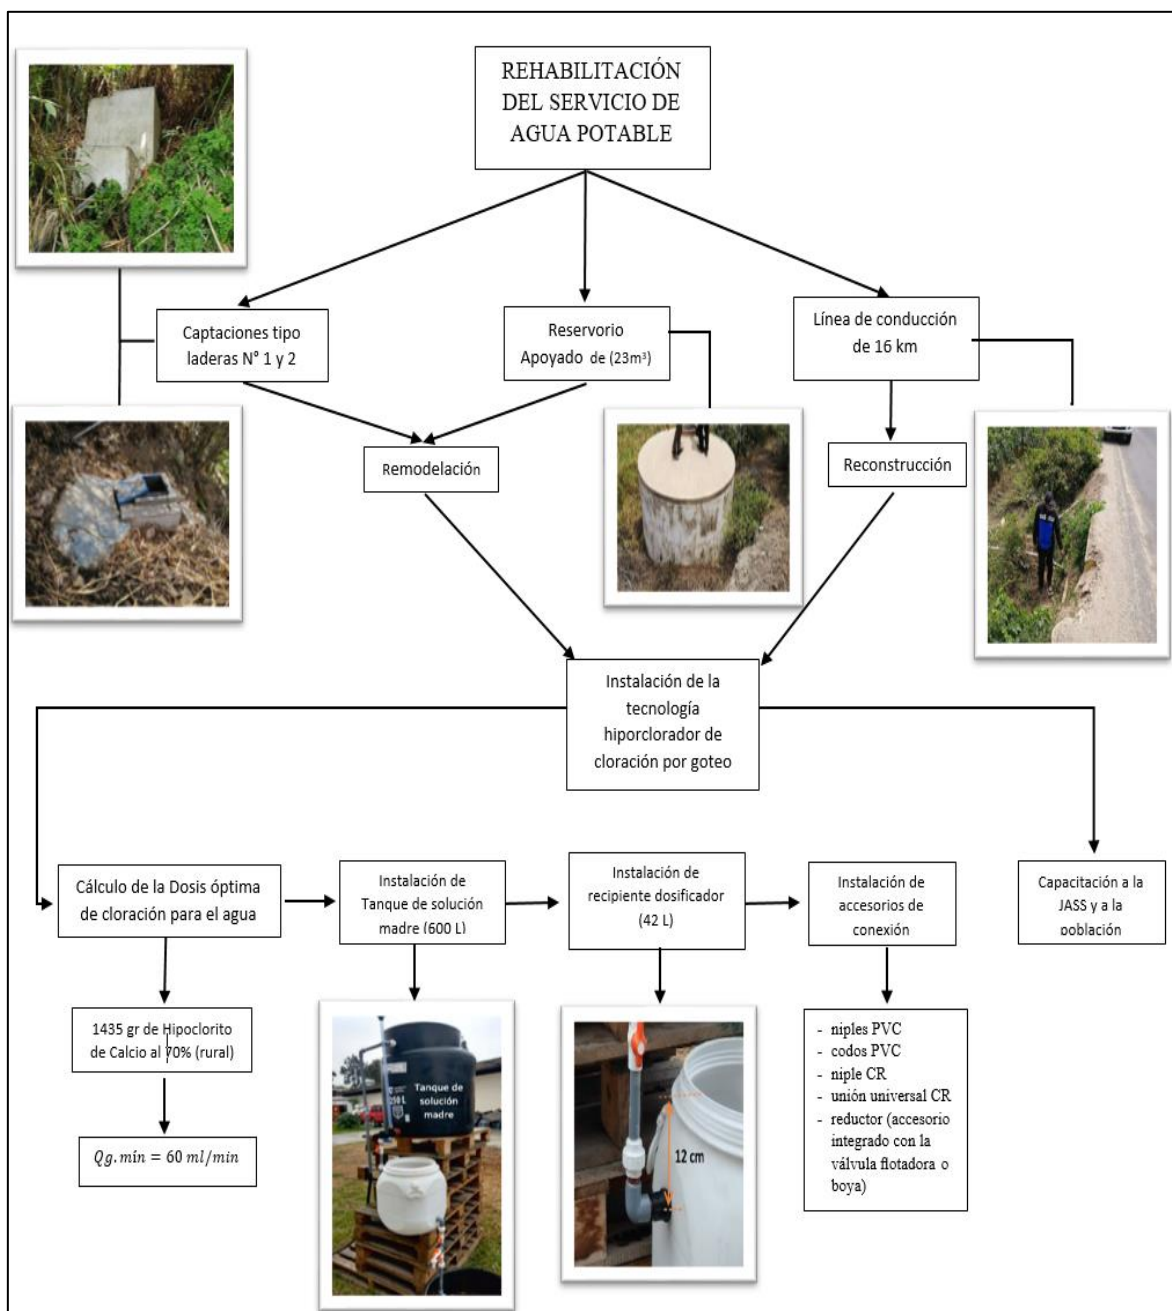 REHABILITACIÓN
DEL SERVICIO DE
AGUA POTABLE
Captaciones tipo
laderas N° 1 y 2
Reservorio
Apoyado de (23m³)
Línea de conducción
de 16 km
Remodelación
Reconstrucción
Instalación de la
tecnología
hiporclorador de
cloración por goteo
Cálculo de la Dosis óptima
de cloración para el agua
Instalación de
Tanque de solución
madre (600 L)
Instalación de
recipiente dosificador
(42 L)
Instalación de
accesorios de
conexión
Capacitación a la
JASS y a la
población
1435 gr de Hipoclorito
de Calcio al 70% (rural)
Qg.mín = 60 ml/min
Tanque de
solución
madre
250 L
12 cm
- niples PVC
- codos PVC
- niple CR
- unión universal CR
- reductor (accesorio
integrado con la
válvula flotadora o
boya)